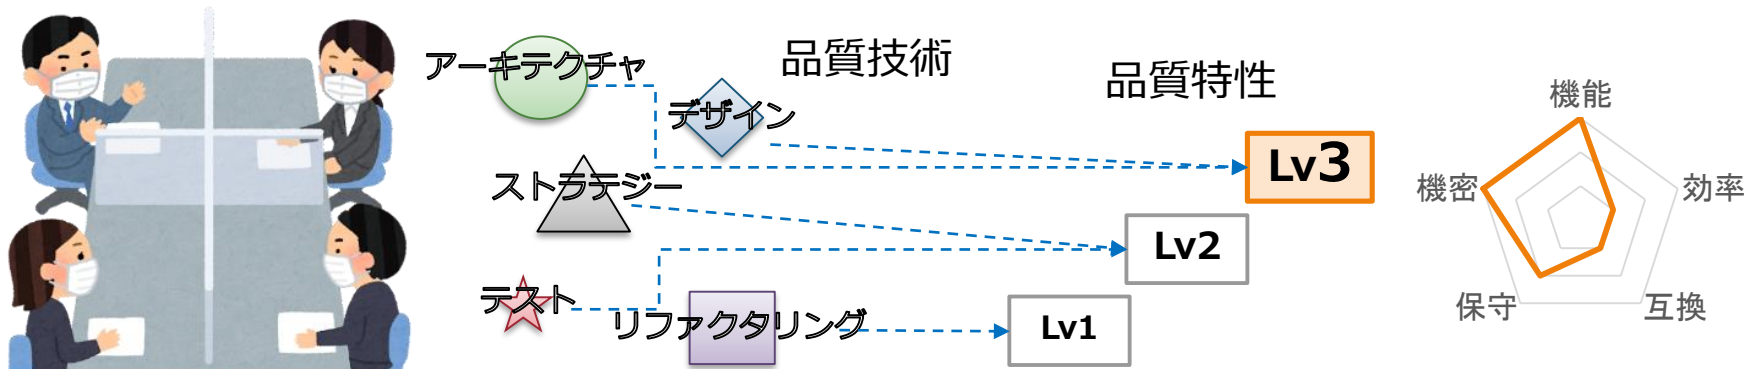 アーキテクチャ
品質技術
デザイン
ストラテジー
テスト
リファクタリング
品質特性
Lv3
Lv2
Lv1
機能
効率
互換
保守
機密